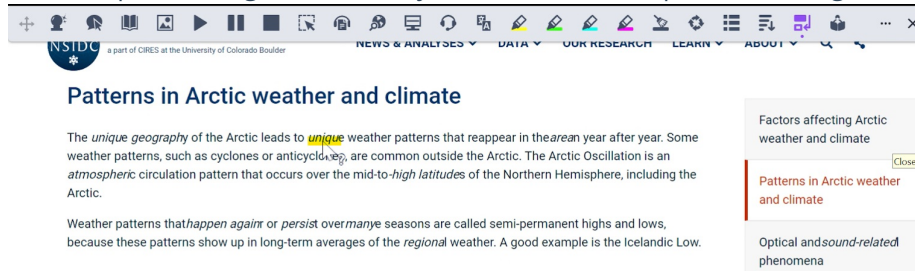 NSIDC a part of CIRES at the University of Colorado Boulder NEWS & ANALYSES DATA OUR RESEARCH LEARN ABOUT
Patterns in Arctic weather and climate
The unique geography of the Arctic leads to unique weather patterns that reappear in thearean year after year. Some
weather patterns, such as cyclones or anticyclones, are common outside the Arctic. The Arctic Oscillation is an
atmospheric circulation pattern that occurs over the mid-to-high latitudes of the Northern Hemisphere, including the
Arctic.
Weather patterns thathappen againr or persist overmanye seasons are called semi-permanent highs and lows,
because these patterns show up in long-term averages of the regional weather. A good example is the Icelandic Low.
Factors affecting Arctic
weather and climate
Close
Patterns in Arctic weather
and climate
Optical andsound-relatedl
phenomena